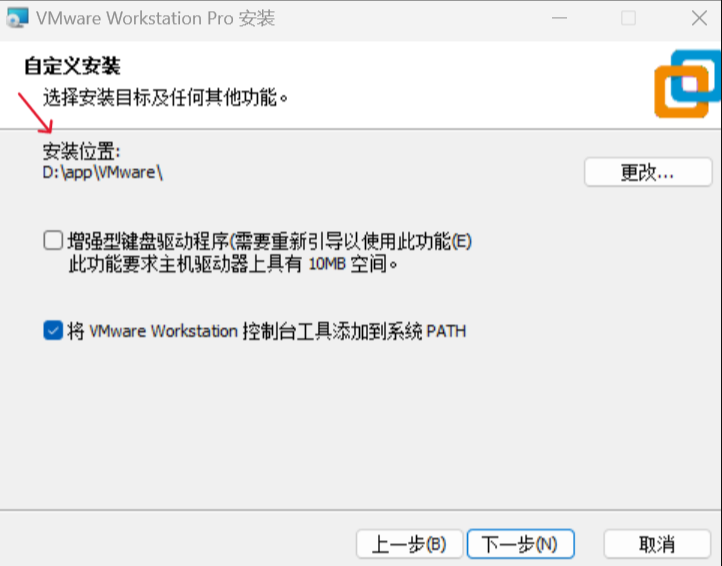 VMware Workstation Pro 安装
自定义安装
选择安装目标及任何其他功能。
安装位置:
D:\app\VMware\
更改...
增强型键盘驱动程序(需要重新引导以使用此功能(E)
此功能要求主机驱动器上具有 10MB 空间。
将 VMware Workstation 控制台工具添加到系统 PATH
上一步(B)
下一步(N)
取消